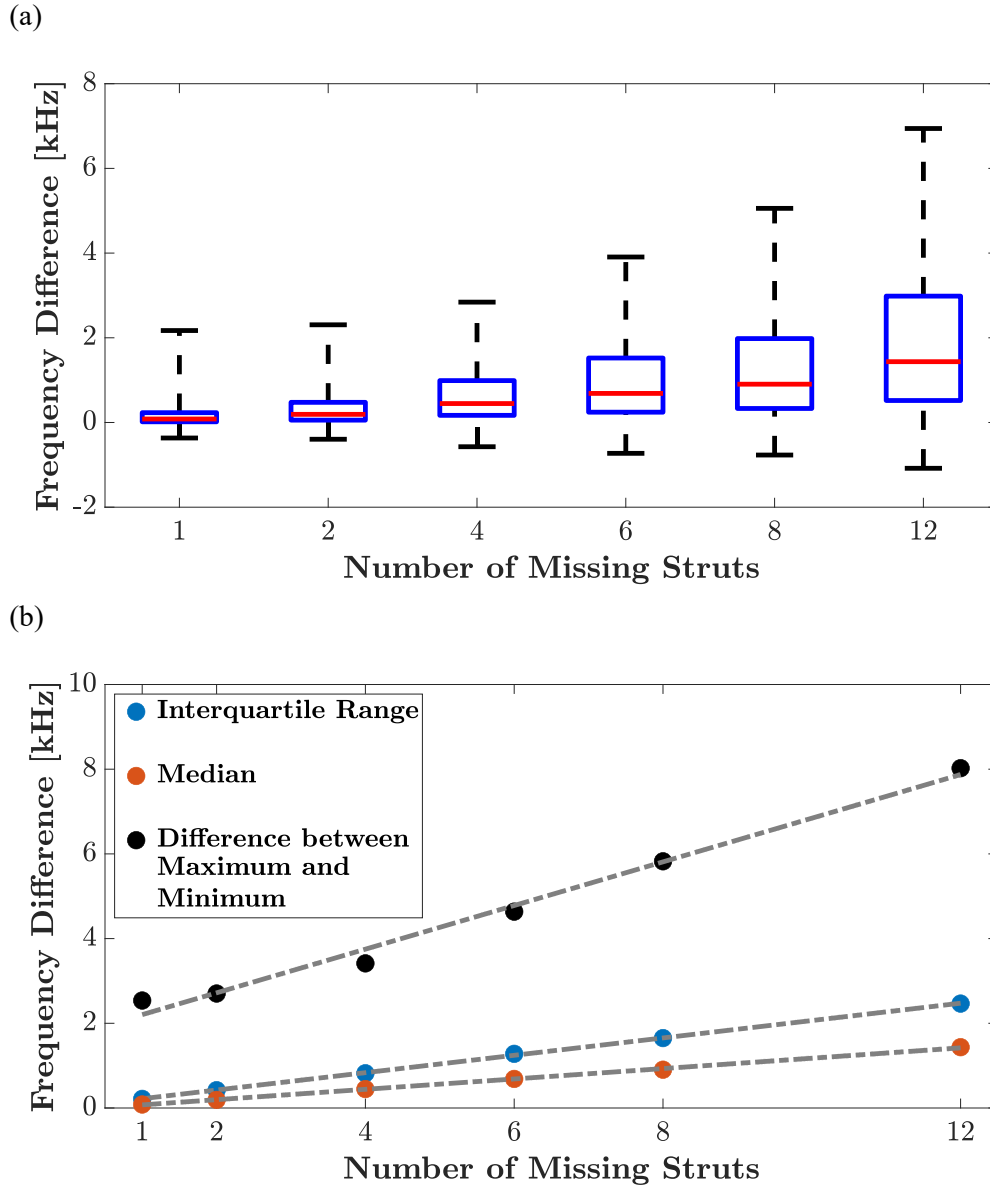 (a)
Frequency Difference [kHz]
8
6
4
2
0
-2
1 2 4 6 8 12
Number of Missing Struts
(b)
Frequency Difference [kHz]
10
8
6
4
2
0
Interquartile Range
Median
Difference between
Maximum and
Minimum
1 2 4 6 8 12
Number of Missing Struts